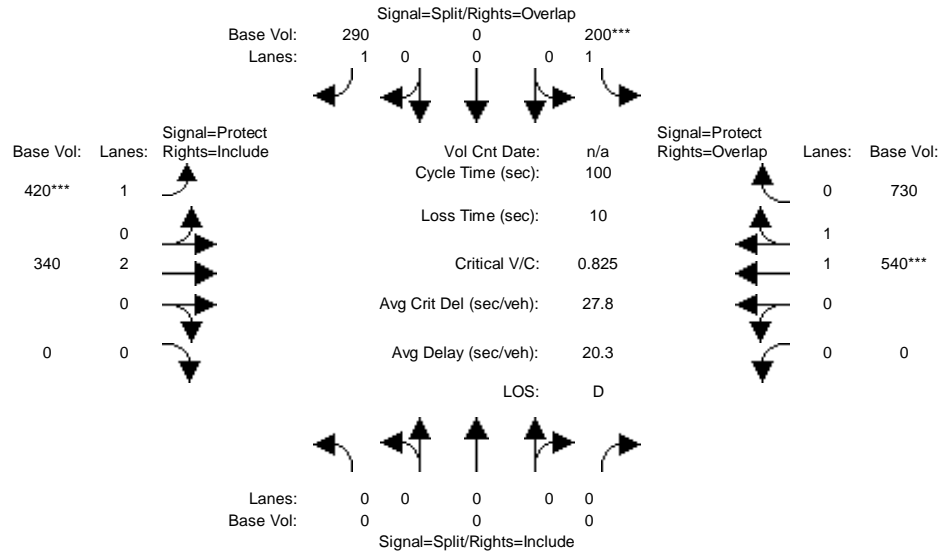 Signal=Split/Rights=Overlap
Base Vol: 290 0 200***
Lanes: 1 0 0 0 1
Signal=Protect
Base Vol: Lanes: Rights=Include
Vol Cnt Date: n/a
Signal=Protect
Rights=Overlap Lanes: Base Vol:
Cycle Time (sec): 100
420*** 1
0 730
Loss Time (sec): 10
0
1
340 2
Critical V/C: 0.825
1 540***
0
Avg Crit Del (sec/veh): 27.8
0
0 0
Avg Delay (sec/veh): 20.3
0 0
LOS: D
Lanes: 0 0 0 0 0
Base Vol: 0 0 0
Signal=Split/Rights=Include